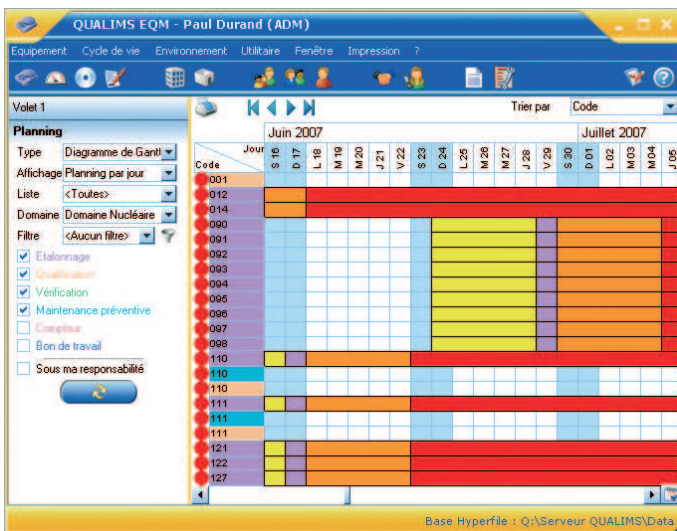 QUALIMS EQM - Paul Durand (ADM)
Equipement Cycle de vie Environnement Utilitaire Fenêtre Impression ?
Volet 1
Trier par Code
Planning
Juin 2007 Juillet 2007
Type Diagramme de Gantt
Jour
Code
S 16 D 17 L 18 M 19 M 20 J 21 V 22 S 23 D 24 L 25 M 26 M 27 J 28 V 29 S 30 D 01 L 02 M 03 M 04 J 05
Affichage Planning par jour
Liste <Toutes>
Domaine Domaine Nucléaire
Filtre <Aucun filtre>
Etalonnage
Qualification
Vérification
Maintenance préventive
Compteur
Bon de travail
Sous ma responsabilité
001
012
014
090
091
092
093
094
095
096
097
098
110
110
110
111
111
111
121
122
127
Base Hyperfile : Q:\Serveur QUALIMS\Data